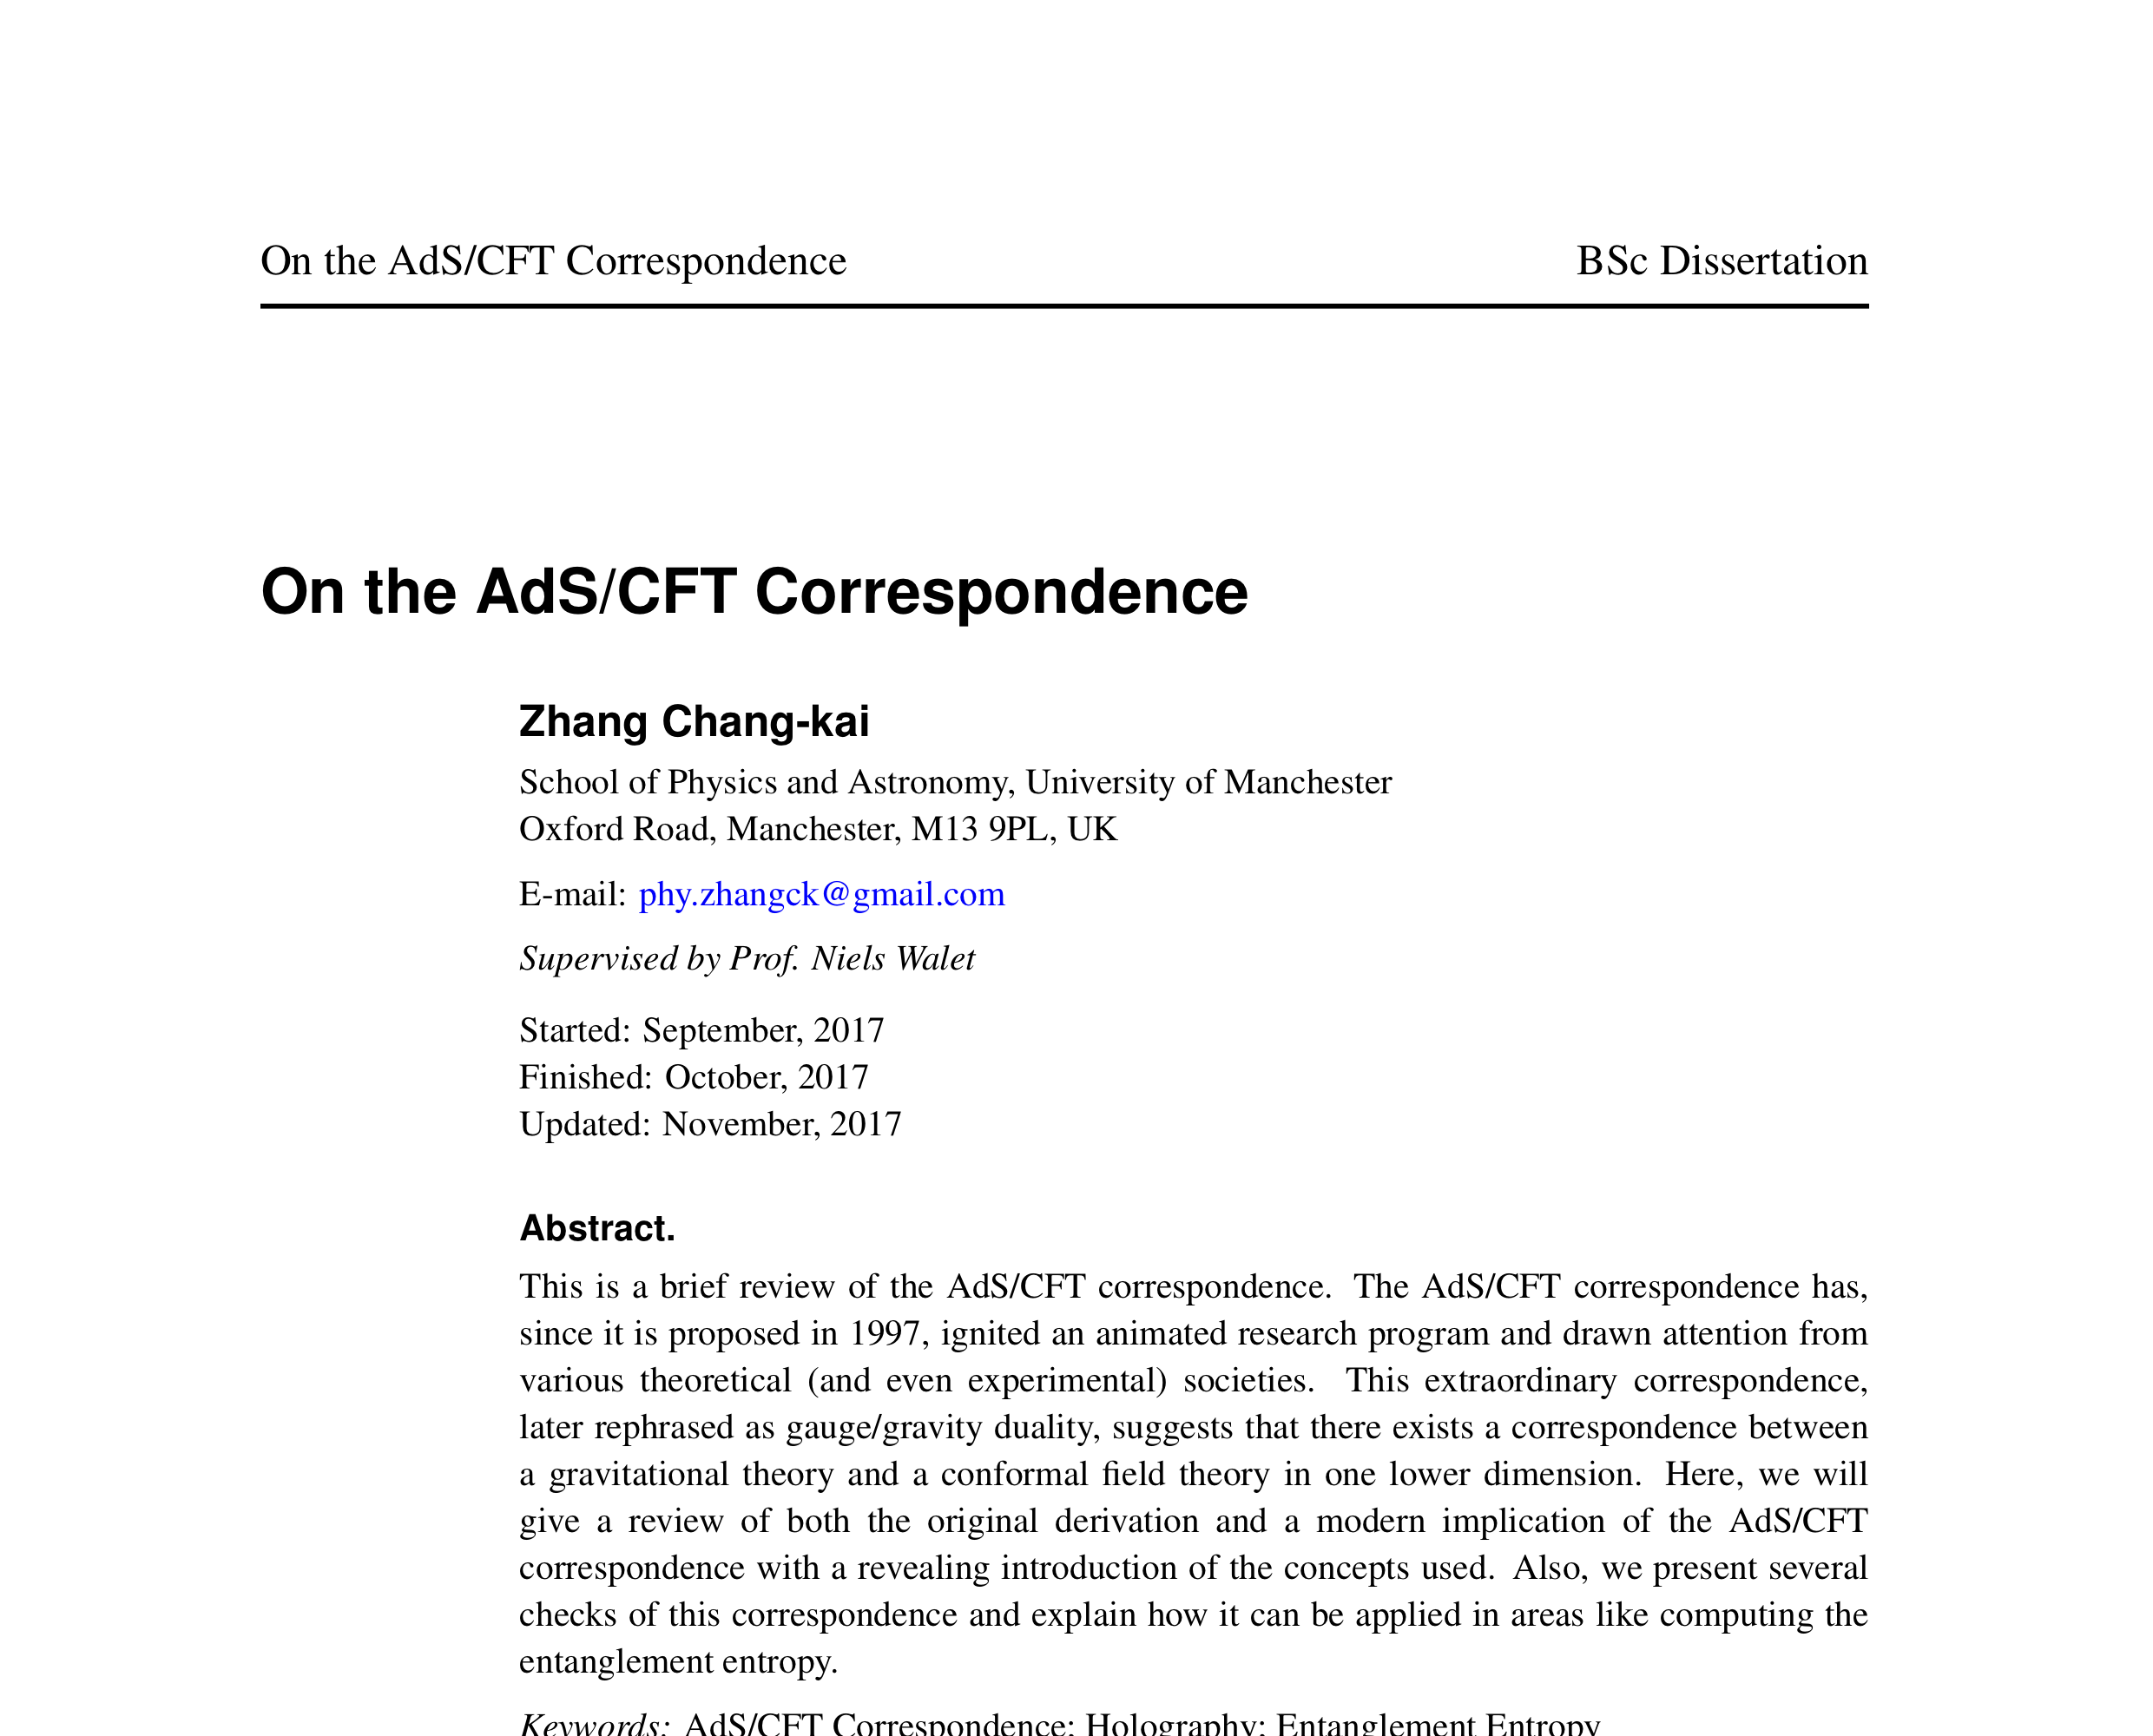 On the AdS/CFT Correspondence BSc Dissertation
On the AdS/CFT Correspondence
Zhang Chang-kai
School of Physics and Astronomy, University of Manchester
Oxford Road, Manchester, M13 9PL, UK
E-mail: phy.zhangck@gmail.com
Supervised by Prof. Niels Walet
Started: September, 2017
Finished: October, 2017
Updated: November, 2017
Abstract.
This is a brief review of the AdS/CFT correspondence. The AdS/CFT correspondence has,
since it is proposed in 1997, ignited an animated research program and drawn attention from
various theoretical (and even experimental) societies. This extraordinary correspondence,
later rephrased as gauge/gravity duality, suggests that there exists a correspondence between
a gravitational theory and a conformal field theory in one lower dimension. Here, we will
give a review of both the original derivation and a modern implication of the AdS/CFT
correspondence with a revealing introduction of the concepts used. Also, we present several
checks of this correspondence and explain how it can be applied in areas like computing the
entanglement entropy.
Keywords: AdS/CFT Correspondence; Holography; Entanglement Entropy